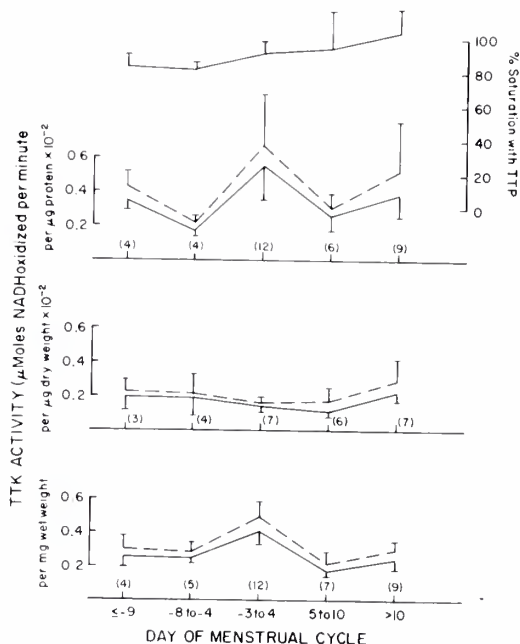 100
80
60
40
20
0
% Saturation with TTP
TTK ACTIVITY (μMoles NADHoxidized per minute
per μg protein × 10⁻²
0.6
0.4
0.2
(4) (4) (12) (6) (9)
per μg dry weight × 10⁻²
0.6
0.4
0.2
(3) (4) (7) (6) (7)
per mg wet weight
0.6
0.4
0.2
(4) (5) (12) (7) (9)
≤-9 -8 to -4 -3 to 4 5 to 10 >10
DAY OF MENSTRUAL CYCLE